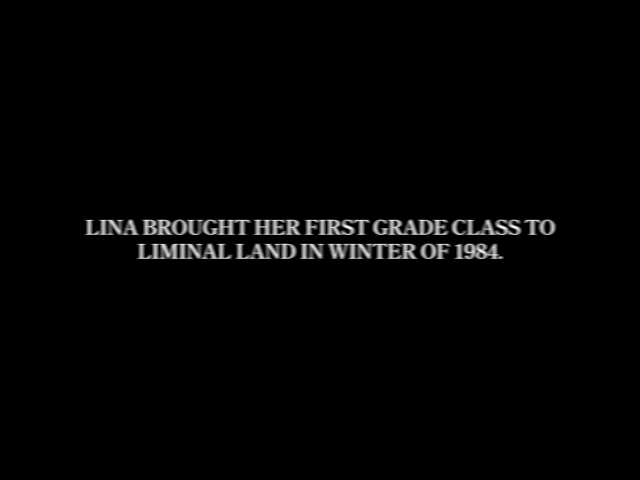 LINA BROUGHT HER FIRST GRADE CLASS TO
LIMINAL LAND IN WINTER OF 1984.